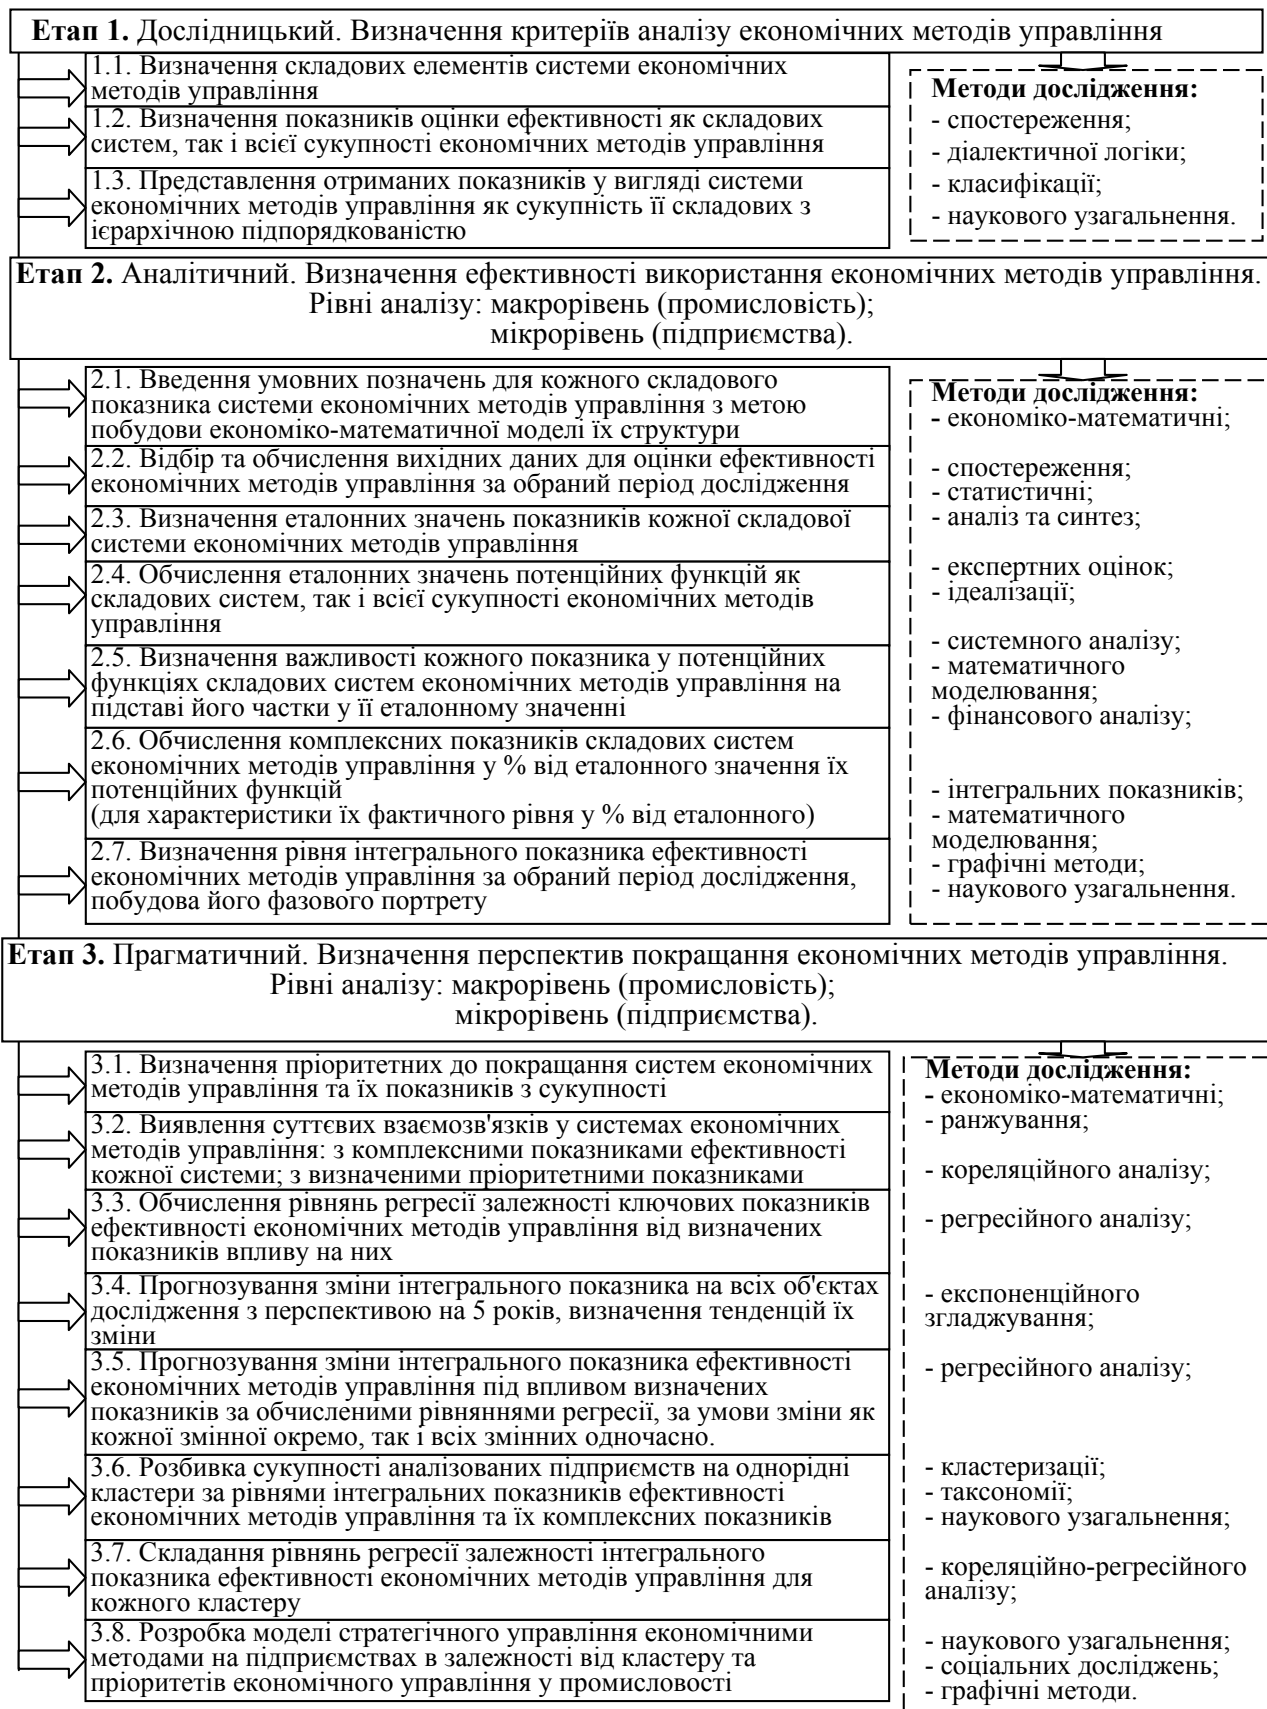 Етап 1. Дослідницький. Визначення критеріїв аналізу економічних методів управління
1.1. Визначення складових елементів системи економічних
методів управління
1.2. Визначення показників оцінки ефективності як складових
систем, так і всієї сукупності економічних методів управління
1.3. Представлення отриманих показників у вигляді системи
економічних методів управління як сукупність її складових з
ієрархічною підпорядкованістю
Методи дослідження:
- спостереження;
- діалектичної логіки;
- класифікації;
- наукового узагальнення.
Етап 2. Аналітичний. Визначення ефективності використання економічних методів управління.
Рівні аналізу: макрорівень (промисловість);
мікрорівень (підприємства).
2.1. Введення умовних позначень для кожного складового
показника системи економічних методів управління з метою
побудови економіко-математичної моделі їх структури
2.2. Відбір та обчислення вихідних даних для оцінки ефективності
економічних методів управління за обраний період дослідження
2.3. Визначення еталонних значень показників кожної складової
системи економічних методів управління
2.4. Обчислення еталонних значень потенційних функцій як
складових систем, так і всієї сукупності економічних методів
управління
2.5. Визначення важливості кожного показника у потенційних
функціях складових систем економічних методів управління на
підставі його частки у її еталонному значенні
2.6. Обчислення комплексних показників складових систем
економічних методів управління у % від еталонного значення їх
потенційних функцій
(для характеристики їх фактичного рівня у % від еталонного)
2.7. Визначення рівня інтегрального показника ефективності
економічних методів управління за обраний період дослідження,
побудова його фазового портрету
Методи дослідження:
- економіко-математичні;
- спостереження;
- статистичні;
- аналіз та синтез;
- експертних оцінок;
- ідеалізації;
- системного аналізу;
- математичного
моделювання;
- фінансового аналізу;
- інтегральних показників;
- математичного
моделювання;
- графічні методи;
- наукового узагальнення.
Етап 3. Прагматичний. Визначення перспектив покращання економічних методів управління.
Рівні аналізу: макрорівень (промисловість);
мікрорівень (підприємства).
3.1. Визначення пріоритетних до покращання систем економічних
методів управління та їх показників з сукупності
3.2. Виявлення суттєвих взаємозв'язків у системах економічних
методів управління: з комплексними показниками ефективності
кожної системи; з визначеними пріоритетними показниками
3.3. Обчислення рівнянь регресії залежності ключових показників
ефективності економічних методів управління від визначених
показників впливу на них
3.4. Прогнозування зміни інтегрального показника на всіх об'єктах
дослідження з перспективою на 5 років, визначення тенденцій їх
зміни
3.5. Прогнозування зміни інтегрального показника ефективності
економічних методів управління під впливом визначених
показників за обчисленими рівняннями регресії, за умови зміни як
кожної змінної окремо, так і всіх змінних одночасно.
3.6. Розбивка сукупності аналізованих підприємств на однорідні
кластери за рівнями інтегральних показників ефективності
економічних методів управління та їх комплексних показників
3.7. Складання рівнянь регресії залежності інтегрального
показника ефективності економічних методів управління для
кожного кластеру
3.8. Розробка моделі стратегічного управління економічними
методами на підприємствах в залежності від кластеру та
пріоритетів економічного управління у промисловості
Методи дослідження:
- економіко-математичні;
- ранжування;
- кореляційного аналізу;
- регресійного аналізу;
- експоненційного
згладжування;
- регресійного аналізу;
- кластеризації;
- таксономії;
- наукового узагальнення;
- кореляційно-регресійного
аналізу;
- наукового узагальнення;
- соціальних досліджень;
- графічні методи.